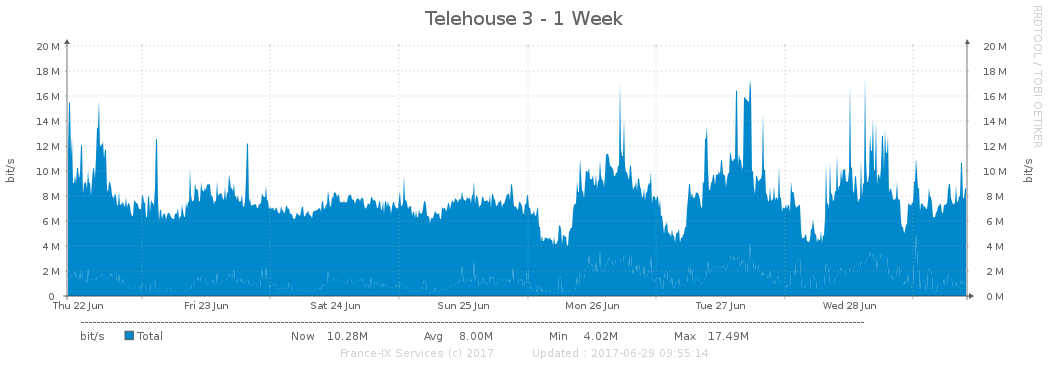 Telehouse 3 - 1 Week
RRDTOOL / TOBI OETIKER
bit/s
20 M
18 M
16 M
14 M
12 M
10 M
8 M
6 M
4 M
2 M
0
20 M
18 M
16 M
14 M
12 M
10 M
8 M
6 M
4 M
2 M
0 M
bit/s
Thu 22 Jun Fri 23 Jun Sat 24 Jun Sun 25 Jun Mon 26 Jun Tue 27 Jun Wed 28 Jun
bit/s Total Now 10.28M Avg 8.00M Min 4.02M Max 17.49M
France-IX Services (c) 2017 Updated : 2017-06-29 09:55:14